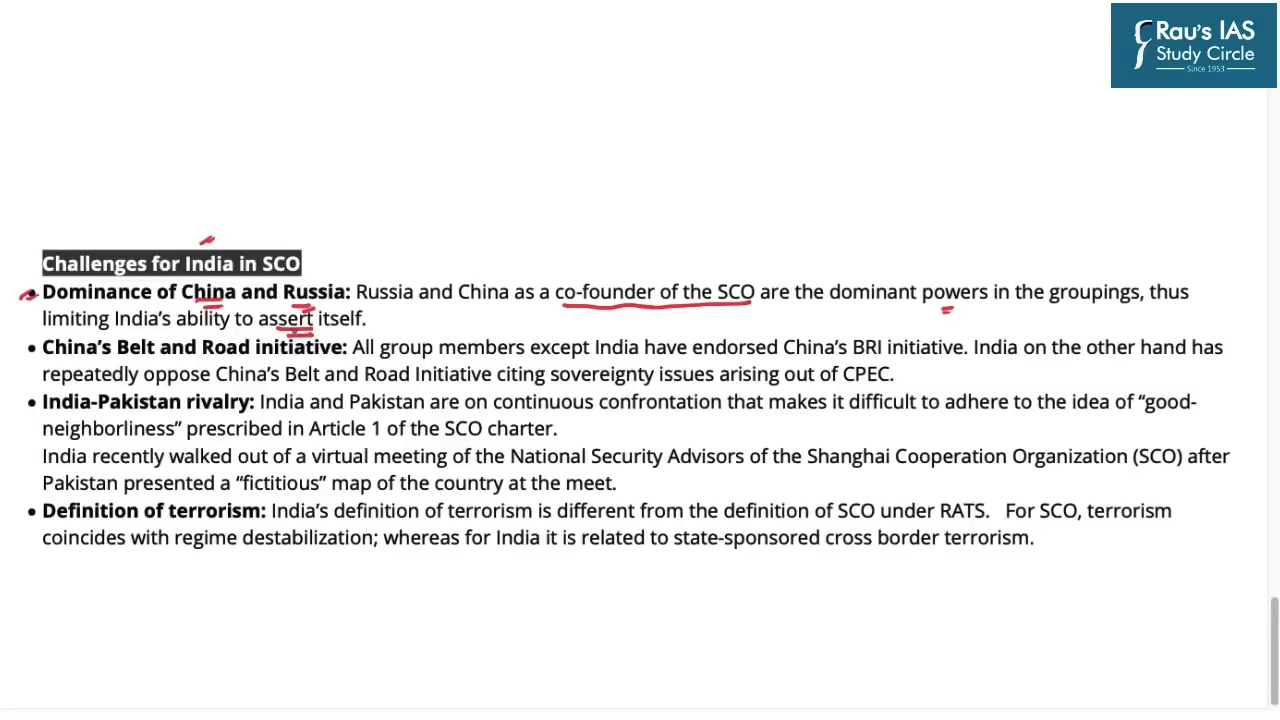 Rau's IAS
Study Circle
Since 1953
Challenges for India in SCO
• Dominance of China and Russia: Russia and China as a co-founder of the SCO are the dominant powers in the groupings, thus
limiting India's ability to assert itself.
• China's Belt and Road initiative: All group members except India have endorsed China's BRI initiative. India on the other hand has
repeatedly oppose China's Belt and Road Initiative citing sovereignty issues arising out of CPEC.
• India-Pakistan rivalry: India and Pakistan are on continuous confrontation that makes it difficult to adhere to the idea of “good-
neighborliness” prescribed in Article 1 of the SCO charter.
India recently walked out of a virtual meeting of the National Security Advisors of the Shanghai Cooperation Organization (SCO) after
Pakistan presented a “fictitious” map of the country at the meet.
• Definition of terrorism: India's definition of terrorism is different from the definition of SCO under RATS. For SCO, terrorism
coincides with regime destabilization; whereas for India it is related to state-sponsored cross border terrorism.